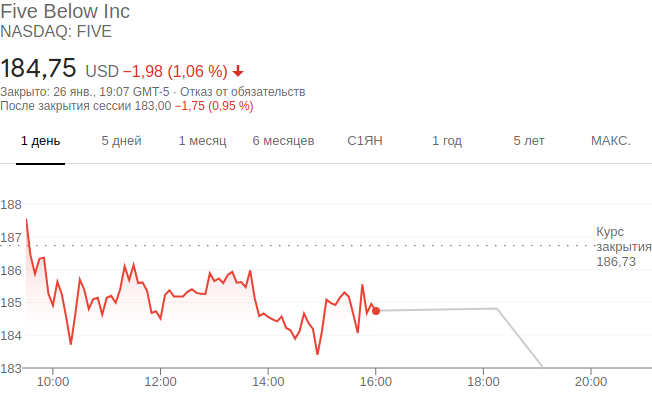 Five Below Inc
NASDAQ: FIVE
184,75 USD −1,98 (1,06 %)
Закрыто: 26 янв., 19:07 GMT-5 · Отказ от обязательств
После закрытия сессии 183,00 −1,75 (0,95 %)
1 день 5 дней 1 месяц 6 месяцев С1ЯН 1 год 5 лет МАКС.
188
187
186
185
184
183
Курс
закрытия
186,73
10:00 12:00 14:00 16:00 18:00 20:00